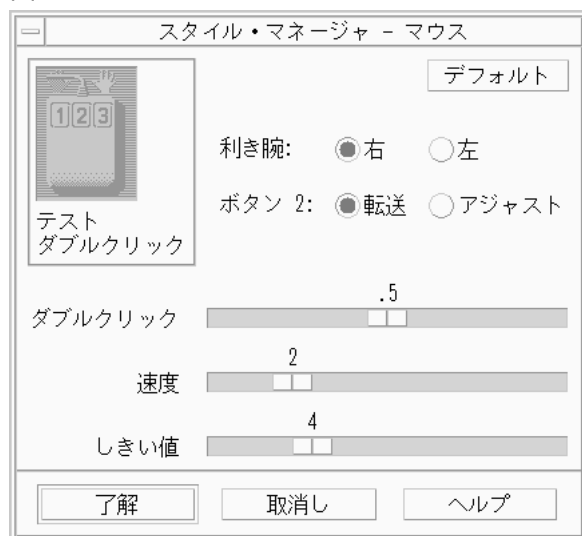 スタイル・マネージャ － マウス
デフォルト
1 2 3
利き腕: 右 左
ボタン 2: 転送 アジャスト
テスト
ダブルクリック
.5
ダブルクリック
2
速度
4
しきい値
了解 取消し ヘルプ